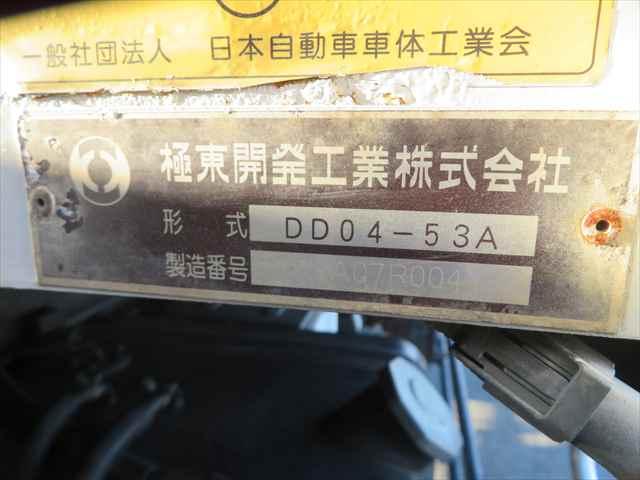 一般社団法人 日本自動車車体工業会
極東開発工業株式会社
形式 DD04-53A
製造番号